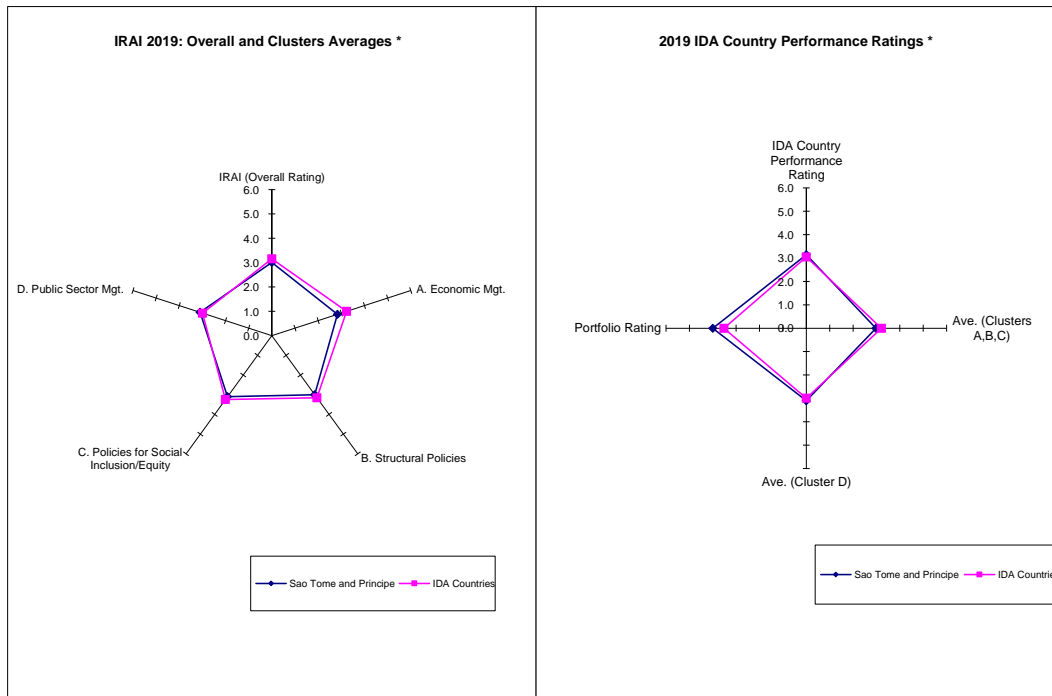 IRAI 2019: Overall and Clusters Averages *
IRAI (Overall Rating)
6.0
5.0
4.0
3.0
2.0
1.0
0.0
A. Economic Mgt.
B. Structural Policies
C. Policies for Social
Inclusion/Equity
D. Public Sector Mgt.
Sao Tome and Principe
IDA Countries
2019 IDA Country Performance Ratings *
IDA Country
Performance
Rating
6.0
5.0
4.0
3.0
2.0
1.0
0.0
Ave. (Clusters
A,B,C)
Ave. (Cluster D)
Portfolio Rating
Sao Tome and Principe
IDA Countrie